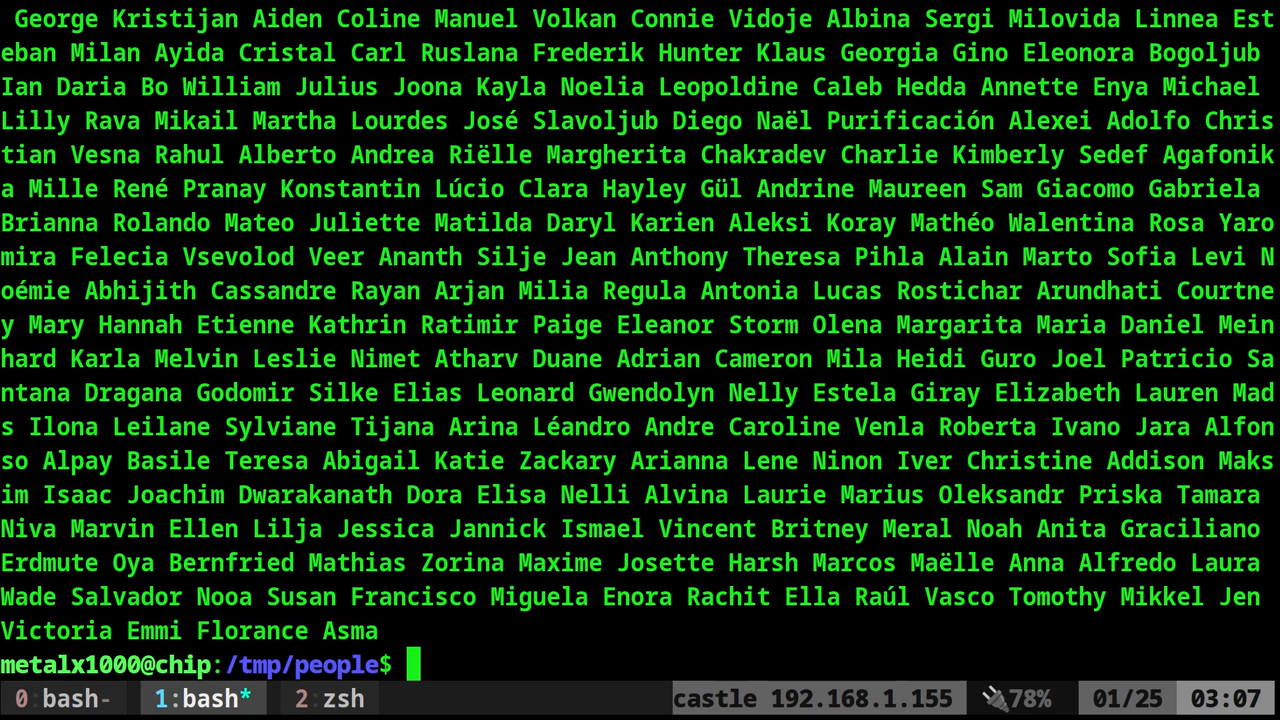 George Kristijan Aiden Coline Manuel Volkan Connie Vidoje Albina Sergi Milovida Linnea Est
eban Milan Ayida Cristal Carl Ruslana Frederik Hunter Klaus Georgia Gino Eleonora Bogoljub
Ian Daria Bo William Julius Joona Kayla Noelia Leopoldine Caleb Hedda Annette Enya Michael
Lilly Rava Mikail Martha Lourdes José Slavoljub Diego Naël Purificación Alexei Adolfo Chris
tian Vesna Rahul Alberto Andrea Riëlle Margherita Chakradev Charlie Kimberly Sedef Agafonik
a Mille René Pranay Konstantin Lúcio Clara Hayley Gül Andrine Maureen Sam Giacomo Gabriela
Brianna Rolando Mateo Juliette Matilda Daryl Karien Aleksi Koray Mathéo Walentina Rosa Yaro
mira Felecia Vsevolod Veer Ananth Silje Jean Anthony Theresa Pihla Alain Marto Sofia Levi N
oémie Abhijith Cassandre Rayan Arjan Milia Regula Antonia Lucas Rostichar Arundhati Courtne
y Mary Hannah Etienne Kathrin Ratimir Paige Eleanor Storm Olena Margarita Maria Daniel Mein
hard Karla Melvin Leslie Nimet Atharv Duane Adrian Cameron Mila Heidi Guro Joel Patricio Sa
ntana Dragana Godomir Silke Elias Leonard Gwendolyn Nelly Estela Giray Elizabeth Lauren Mad
s Ilona Leilane Sylviane Tijana Arina Léandro Andre Caroline Venla Roberta Ivano Jara Alfon
so Alpay Basile Teresa Abigail Katie Zackary Arianna Lene Ninon Iver Christine Addison Maks
im Isaac Joachim Dwarakanath Dora Elisa Nelli Alvina Laurie Marius Oleksandr Priska Tamara
Niva Marvin Ellen Lilja Jessica Jannick Ismael Vincent Britney Meral Noah Anita Graciliano
Erdmute Oya Bernfried Mathias Zorina Maxime Josette Harsh Marcos Maëlle Anna Alfredo Laura
Wade Salvador Nooa Susan Francisco Miguela Enora Rachit Ella Raúl Vasco Tomothy Mikkel Jen
Victoria Emmi Florance Asma
metalx1000@chip:/tmp/people$
0:bash- 1:bash* 2:zsh castle 192.168.1.155 🔌78% 01/25 03:07